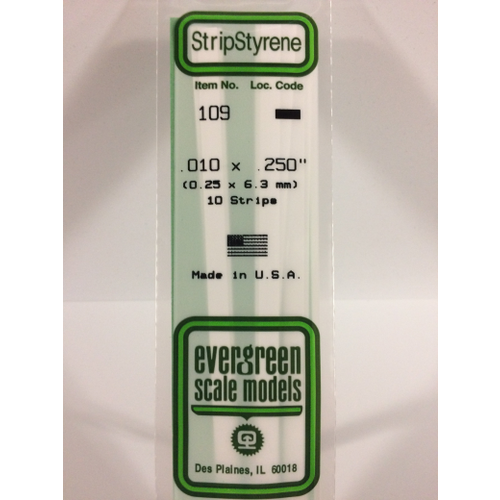 StripStyrene
Item No. Loc. Code
109
.010 x .250"
(0.25 x 6.3 mm)
10 Strips
Made in U.S.A.
evergreen
scale models
Des Plaines, IL 60018